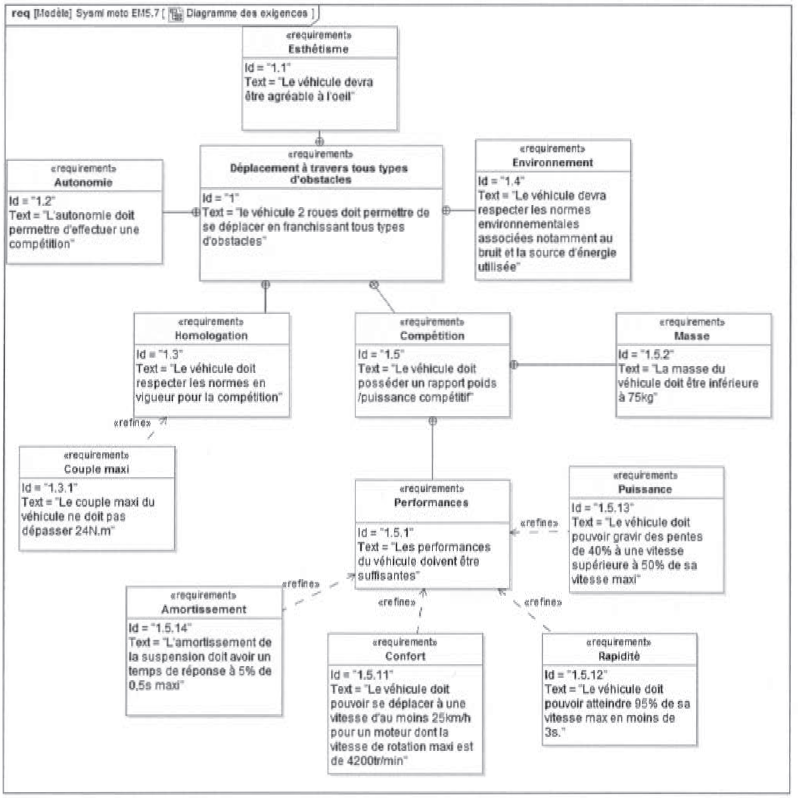 req [Modèle] Sysml moto EM5.7 [ Diagramme des exigences ]
«requirement»
Esthétisme
Id = "1.1"
Text = "Le véhicule devra
être agréable à l'oeil"
«requirement»
Autonomie
Id = "1.2"
Text = "L'autonomie doit
permettre d'effectuer une
compétition"
«requirement»
Déplacement à travers tous types
d'obstacles
Id = "1"
Text = "le véhicule 2 roues doit permettre de
se déplacer en franchissant tous types
d'obstacles"
«requirement»
Environnement
Id = "1.4"
Text = "Le véhicule devra
respecter les normes
environnementales
associées notamment au
bruit et la source d'énergie
utilisée"
«requirement»
Homologation
Id = "1.3"
Text = "Le véhicule doit
respecter les normes en
vigueur pour la compétition"
«requirement»
Compétition
Id = "1.5"
Text = "Le véhicule doit
posséder un rapport poids
/puissance compétitif"
«requirement»
Masse
Id = "1.5.2"
Text = "La masse du
véhicule doit être inférieure
à 75kg"
«refine»
«requirement»
Couple maxi
Id = "1.3.1"
Text = "Le couple maxi du
véhicule ne doit pas
dépasser 24N.m"
«requirement»
Performances
Id = "1.5.1"
Text = "Les performances
du véhicule doivent être
suffisantes"
«refine»
«requirement»
Puissance
Id = "1.5.13"
Text = "Le véhicule doit
pouvoir gravir des pentes
de 40% à une vitesse
supérieure à 50% de sa
vitesse maxi"
«refine»
«requirement»
Amortissement
Id = "1.5.14"
Text = "L'amortissement de
la suspension doit avoir un
temps de réponse à 5% de
0,5s maxi"
«refine»
«requirement»
Confort
Id = "1.5.11"
Text = "Le véhicule doit
pouvoir se déplacer à une
vitesse d'au moins 25km/h
pour un moteur dont la
vitesse de rotation maxi est
de 4200tr/min"
«refine»
«requirement»
Rapidité
Id = "1.5.12"
Text = "Le véhicule doit
pouvoir atteindre 95% de sa
vitesse max en moins de
3s."